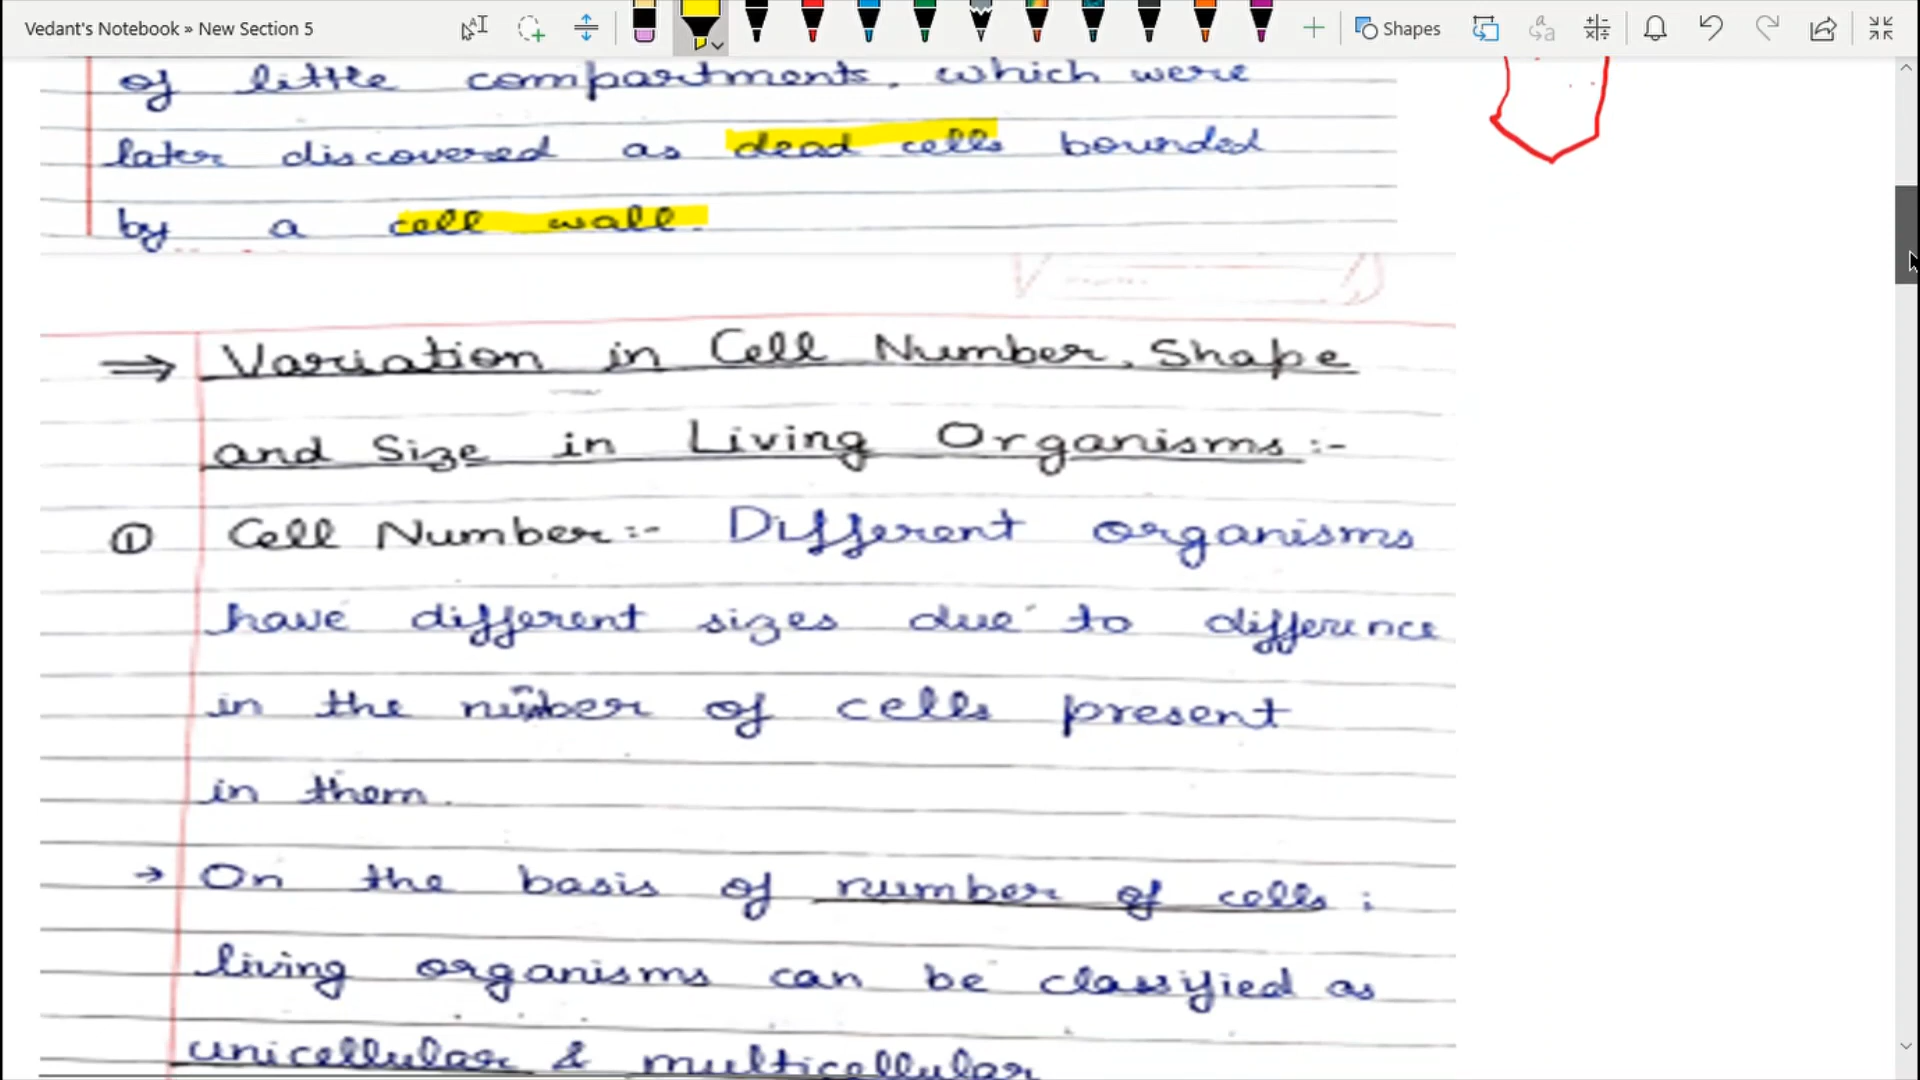 Vedant's Notebook » New Section 5
Shapes
of little compartments, which were
later discovered as dead cells bounded
by a cell wall.
⇒ Variation in Cell Number, Shape
and Size in Living Organisms :-
① Cell Number :- Different organisms
have different sizes due to difference
in the number of cells present
in them.
→ On the basis of number of cells ;
living organisms can be classified as
unicellular & multicellular